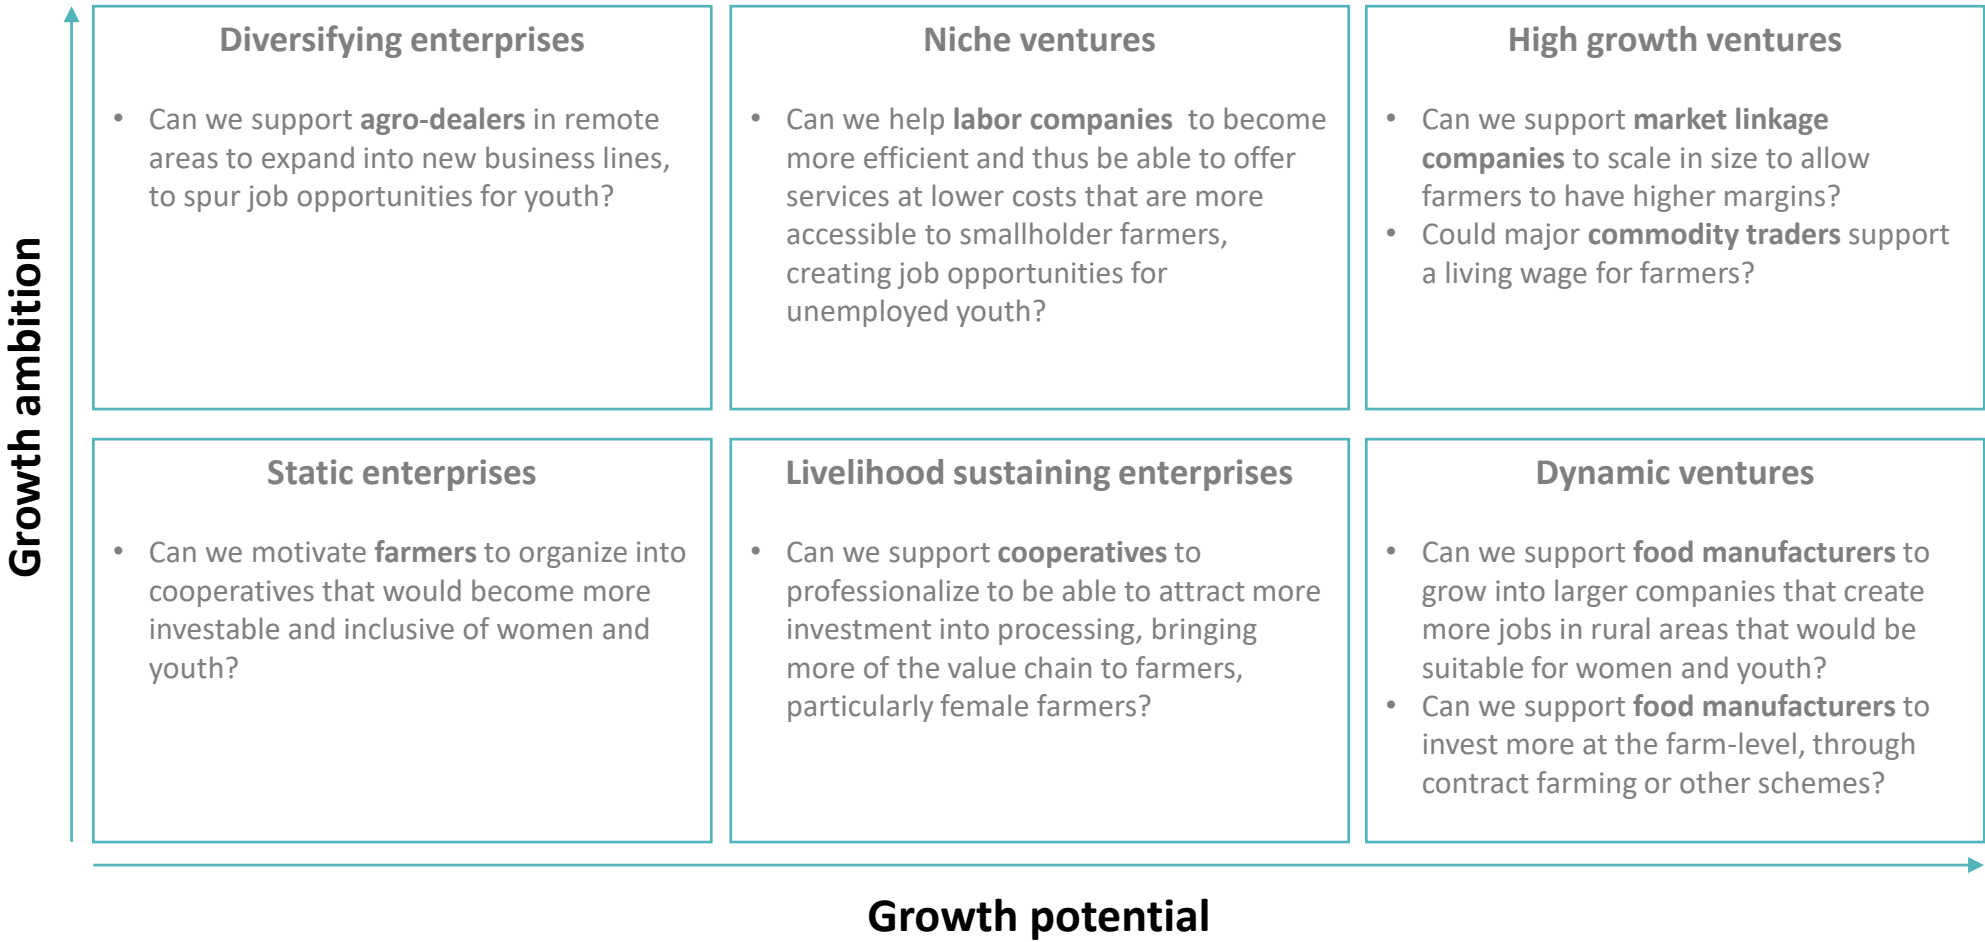 Growth ambition
Diversifying enterprises
• Can we support agro-dealers in remote
areas to expand into new business lines,
to spur job opportunities for youth?
Niche ventures
• Can we help labor companies to become
more efficient and thus be able to offer
services at lower costs that are more
accessible to smallholder farmers,
creating job opportunities for
unemployed youth?
High growth ventures
• Can we support market linkage
companies to scale in size to allow
farmers to have higher margins?
• Could major commodity traders support
a living wage for farmers?
Static enterprises
• Can we motivate farmers to organize into
cooperatives that would become more
investable and inclusive of women and
youth?
Livelihood sustaining enterprises
• Can we support cooperatives to
professionalize to be able to attract more
investment into processing, bringing
more of the value chain to farmers,
particularly female farmers?
Dynamic ventures
• Can we support food manufacturers to
grow into larger companies that create
more jobs in rural areas that would be
suitable for women and youth?
• Can we support food manufacturers to
invest more at the farm-level, through
contract farming or other schemes?
Growth potential